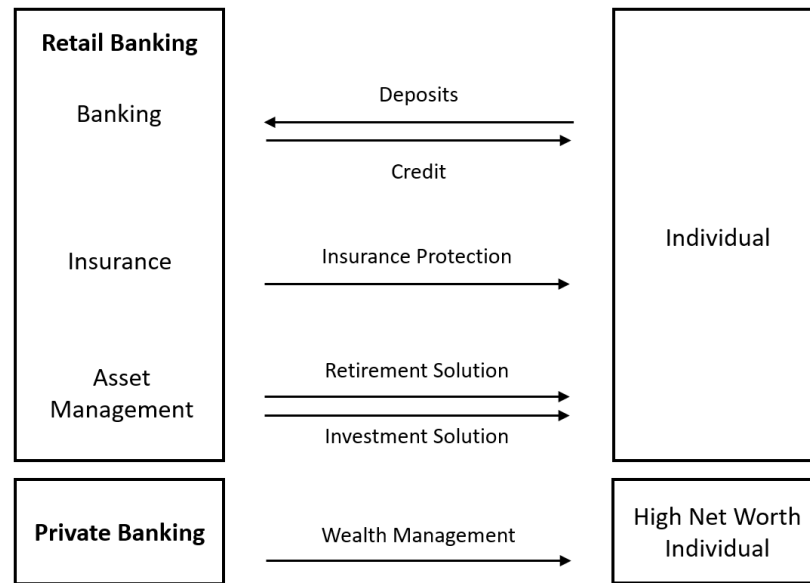 Retail Banking
Banking
Deposits
Credit
Insurance
Insurance Protection
Individual
Asset
Management
Retirement Solution
Investment Solution
Private Banking
Wealth Management
High Net Worth
Individual